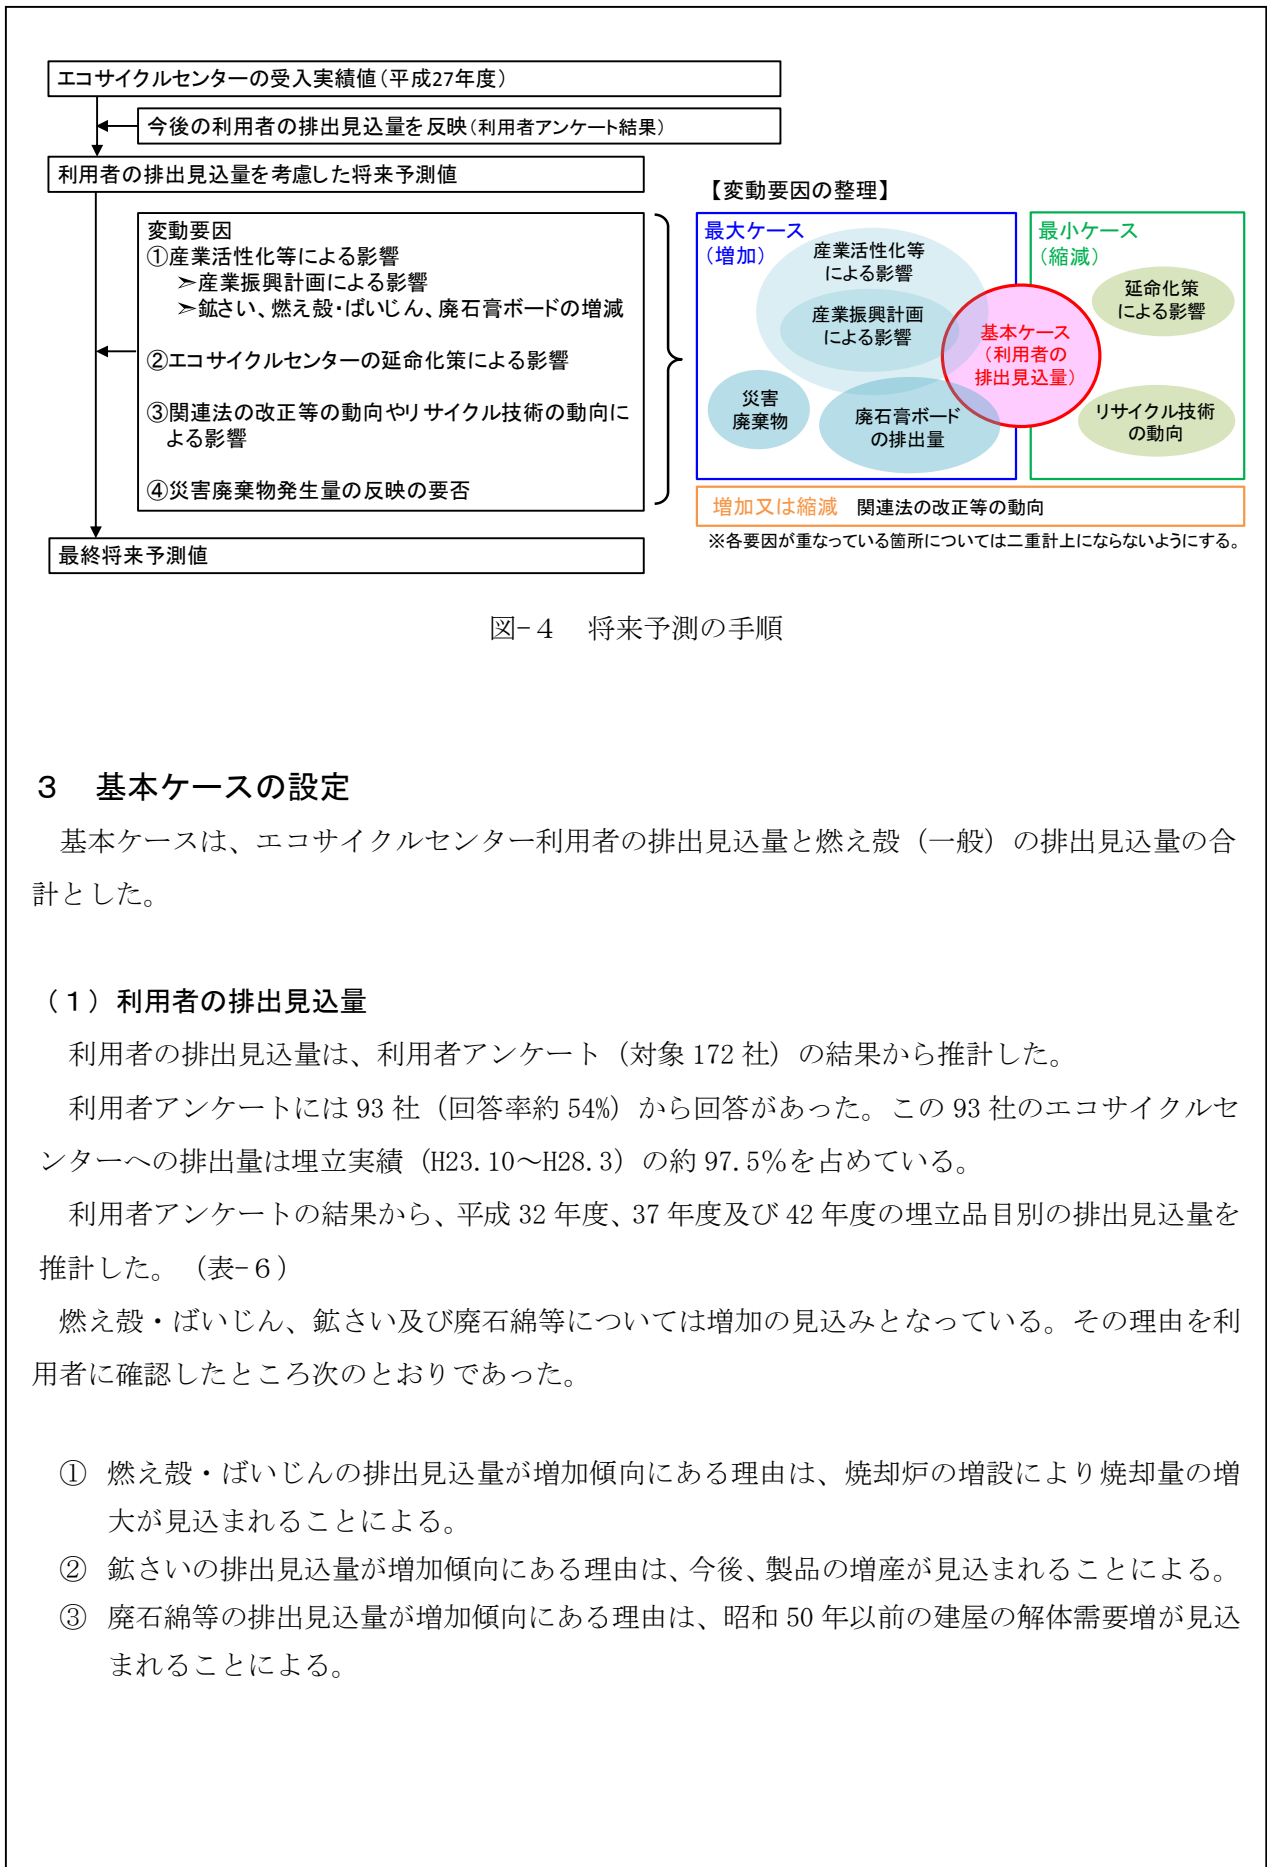 エコサイクルセンターの受入実績値（平成27年度）
今後の利用者の排出見込量を反映（利用者アンケート結果）
利用者の排出見込量を考慮した将来予測値
変動要因
①産業活性化等による影響
➢産業振興計画による影響
➢鉱さい、燃え殻・ばいじん、廃石膏ボードの増減
②エコサイクルセンターの延命化策による影響
③関連法の改正等の動向やリサイクル技術の動向に
よる影響
④災害廃棄物発生量の反映の要否
最終将来予測値
【変動要因の整理】
最大ケース
（増加）
産業活性化等
による影響
産業振興計画
による影響
災害
廃棄物
廃石膏ボード
の排出量
基本ケース
（利用者の
排出見込量）
最小ケース
（縮減）
延命化策
による影響
リサイクル技術
の動向
増加又は縮減　関連法の改正等の動向
※各要因が重なっている箇所については二重計上にならないようにする。
図-４　将来予測の手順
３　基本ケースの設定
基本ケースは、エコサイクルセンター利用者の排出見込量と燃え殻（一般）の排出見込量の合
計とした。
（１）利用者の排出見込量
利用者の排出見込量は、利用者アンケート（対象 172 社）の結果から推計した。
利用者アンケートには 93 社（回答率約 54%）から回答があった。この 93 社のエコサイクルセ
ンターへの排出量は埋立実績（H23.10～H28.3）の約 97.5％を占めている。
利用者アンケートの結果から、平成 32 年度、37 年度及び 42 年度の埋立品目別の排出見込量を
推計した。（表-６）
燃え殻・ばいじん、鉱さい及び廃石綿等については増加の見込みとなっている。その理由を利
用者に確認したところ次のとおりであった。
①　燃え殻・ばいじんの排出見込量が増加傾向にある理由は、焼却炉の増設により焼却量の増
大が見込まれることによる。
②　鉱さいの排出見込量が増加傾向にある理由は、今後、製品の増産が見込まれることによる。
③　廃石綿等の排出見込量が増加傾向にある理由は、昭和 50 年以前の建屋の解体需要増が見込
まれることによる。